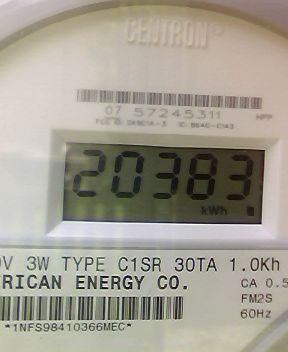 CENTRON®
07 57245311
HPP
20383
kWh
V 3W TYPE C1SR 30TA 1.0Kh
RICAN ENERGY CO.
CA 0.5
FM2S
60Hz
*1NFS98410366MEC*